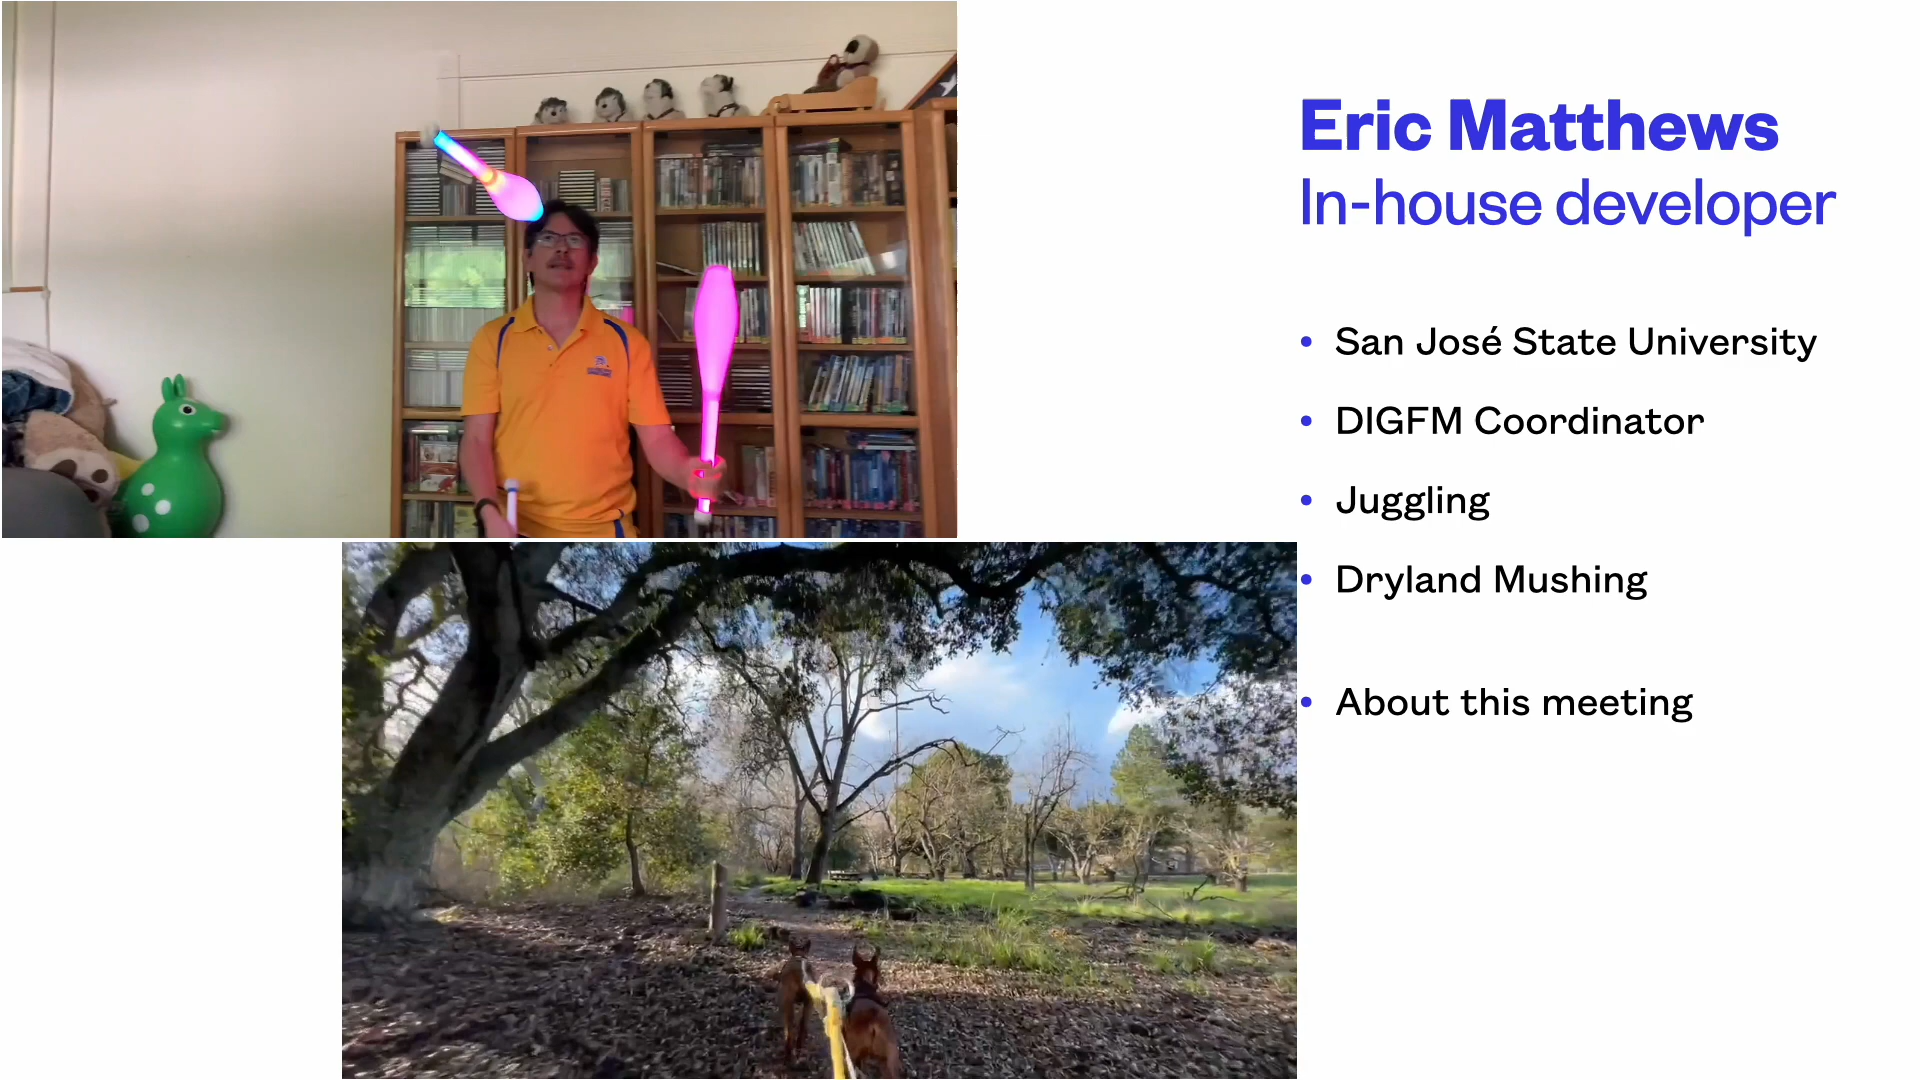 Eric Matthews
In-house developer
• San José State University
• DIGFM Coordinator
• Juggling
• Dryland Mushing
• About this meeting